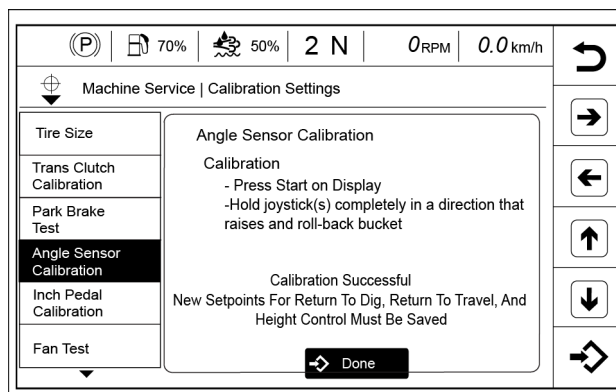 (P) 70% 50% 2 N 0 RPM 0.0 km/h
Machine Service | Calibration Settings
Tire Size
Trans Clutch
Calibration
Park Brake
Test
Angle Sensor
Calibration
Inch Pedal
Calibration
Fan Test
Angle Sensor Calibration
Calibration
- Press Start on Display
-Hold joystick(s) completely in a direction that
raises and roll-back bucket
Calibration Successful
New Setpoints For Return To Dig, Return To Travel, And
Height Control Must Be Saved
Done